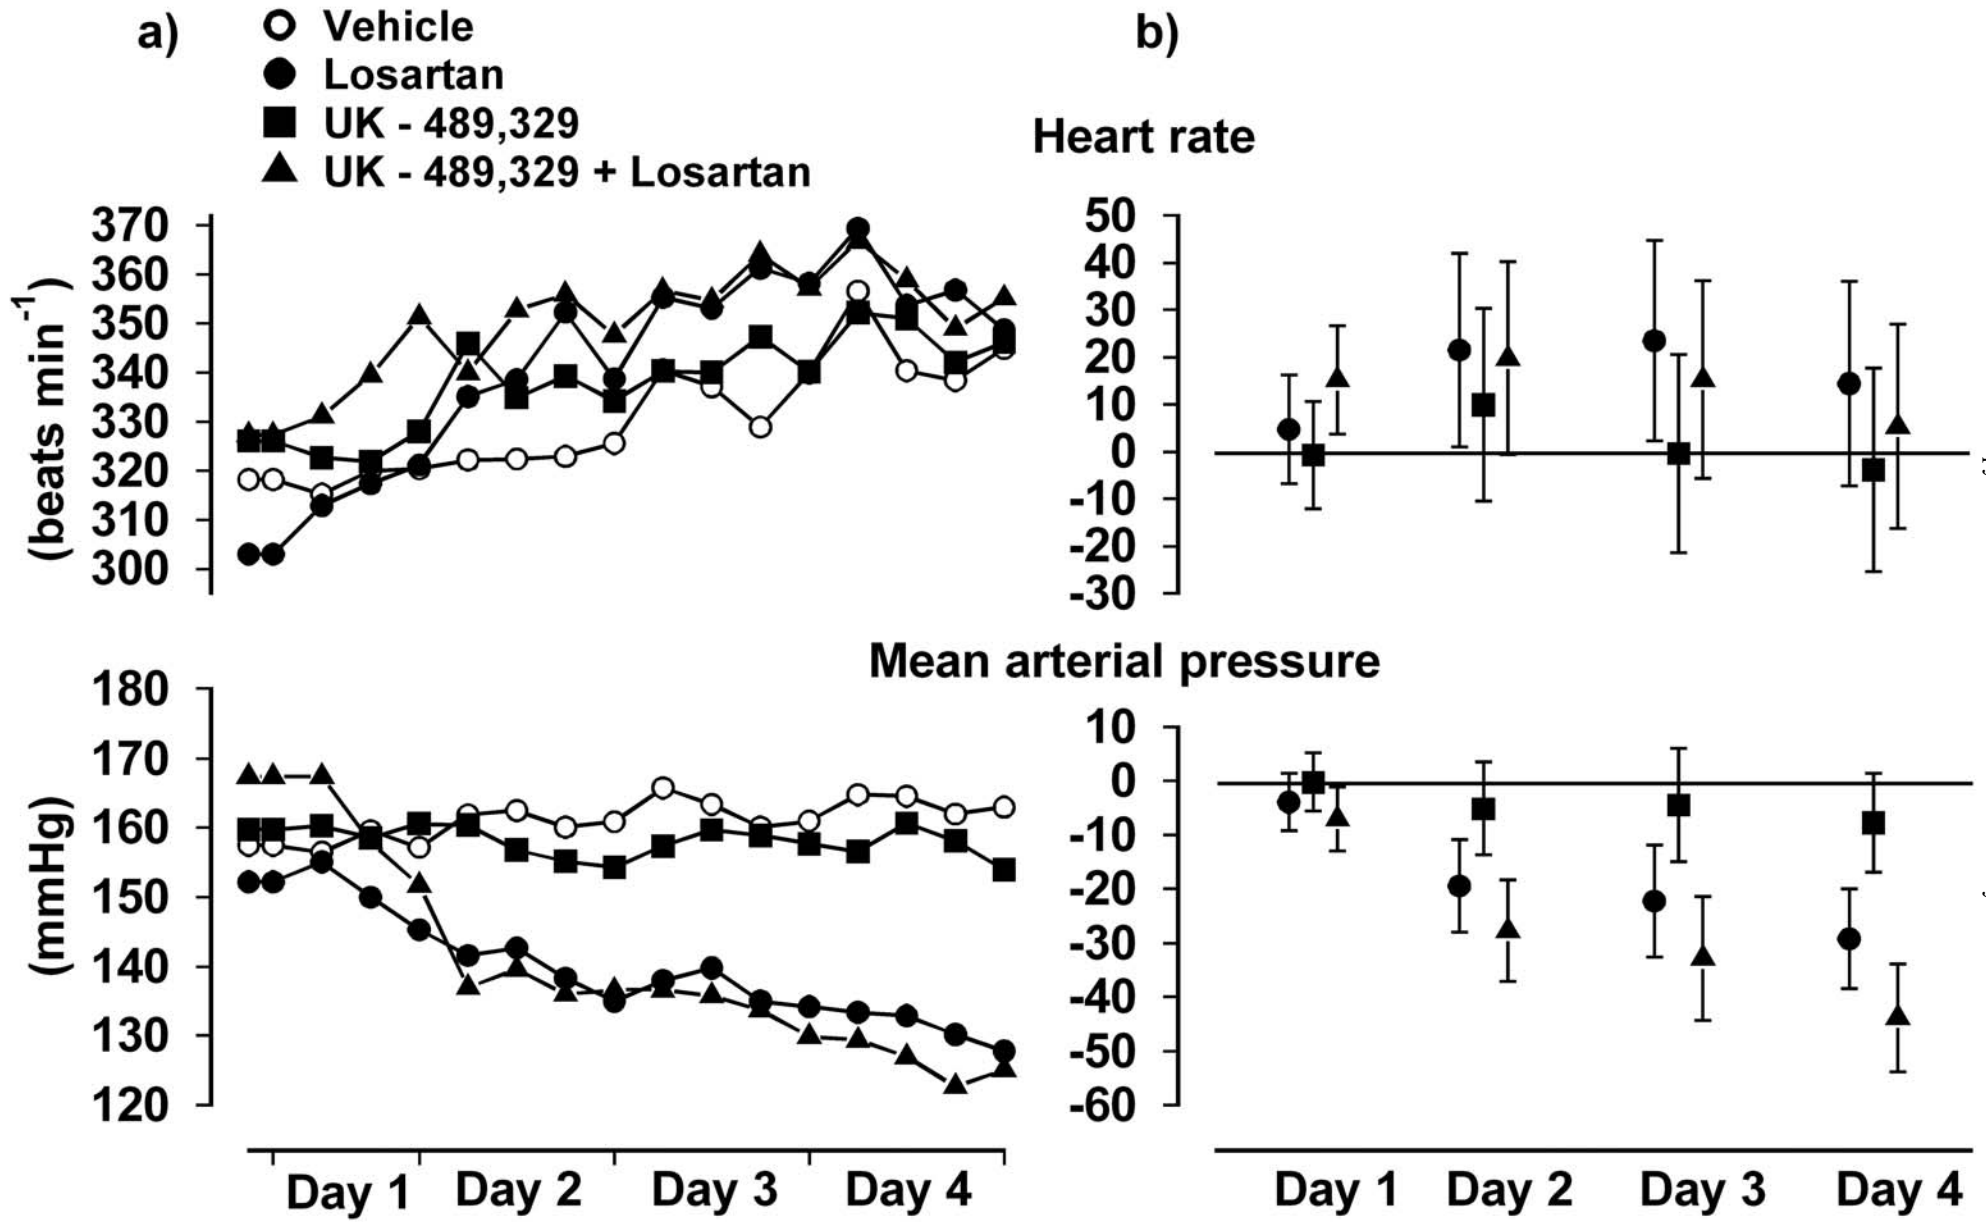 a)
Vehicle
Losartan
UK - 489,329
UK - 489,329 + Losartan
b)
Heart rate
(beats min-1)
370
360
350
340
330
320
310
300
50
40
30
20
10
0
-10
-20
-30
Mean arterial pressure
(mmHg)
180
170
160
150
140
130
120
10
0
-10
-20
-30
-40
-50
-60
Day 1 Day 2 Day 3 Day 4
Day 1 Day 2 Day 3 Day 4